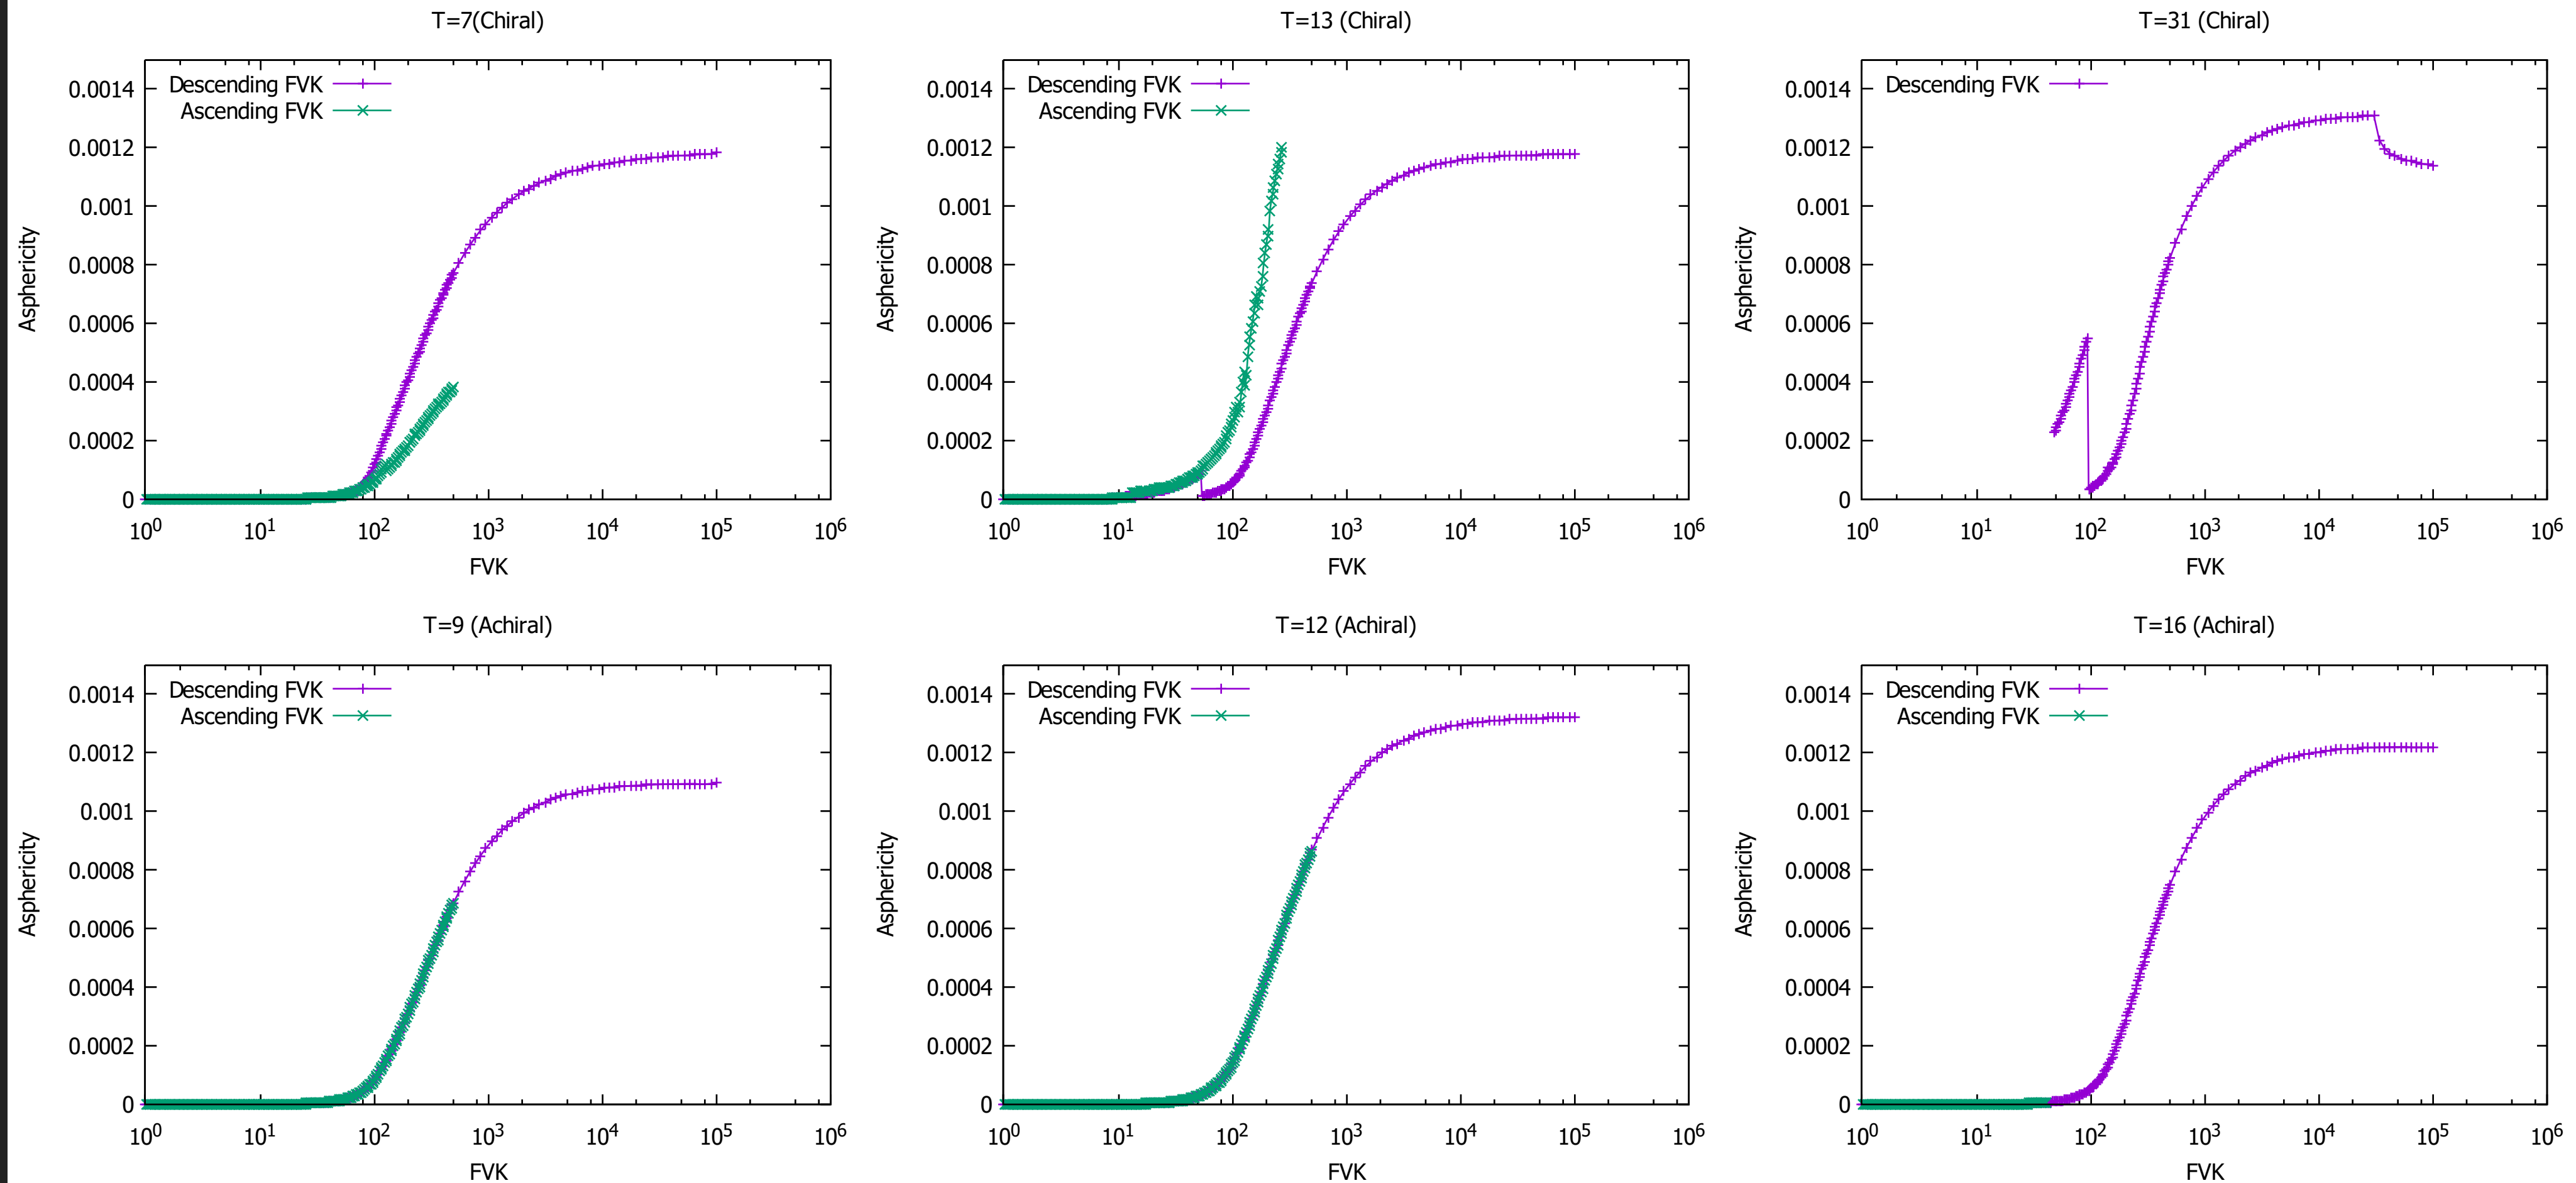 T=7(Chiral)
Descending FVK
Ascending FVK
0.0014
0.0012
0.001
0.0008
0.0006
0.0004
0.0002
0
Asphericity
10⁰ 10¹ 10² 10³ 10⁴ 10⁵ 10⁶
FVK
T=13 (Chiral)
Descending FVK
Ascending FVK
0.0014
0.0012
0.001
0.0008
0.0006
0.0004
0.0002
0
Asphericity
10⁰ 10¹ 10² 10³ 10⁴ 10⁵ 10⁶
FVK
T=31 (Chiral)
Descending FVK
0.0014
0.0012
0.001
0.0008
0.0006
0.0004
0.0002
0
Asphericity
10⁰ 10¹ 10² 10³ 10⁴ 10⁵ 10⁶
FVK
T=9 (Achiral)
Descending FVK
Ascending FVK
0.0014
0.0012
0.001
0.0008
0.0006
0.0004
0.0002
0
Asphericity
10⁰ 10¹ 10² 10³ 10⁴ 10⁵ 10⁶
FVK
T=12 (Achiral)
Descending FVK
Ascending FVK
0.0014
0.0012
0.001
0.0008
0.0006
0.0004
0.0002
0
Asphericity
10⁰ 10¹ 10² 10³ 10⁴ 10⁵ 10⁶
FVK
T=16 (Achiral)
Descending FVK
Ascending FVK
0.0014
0.0012
0.001
0.0008
0.0006
0.0004
0.0002
0
Asphericity
10⁰ 10¹ 10² 10³ 10⁴ 10⁵ 10⁶
FVK